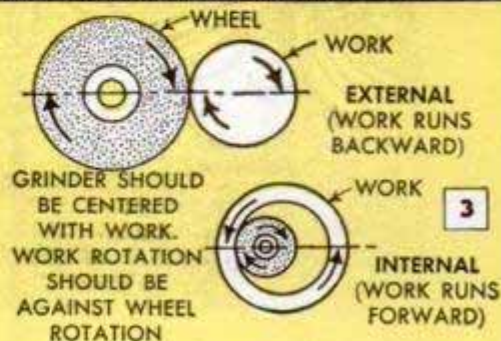 WHEEL
WORK
EXTERNAL
(WORK RUNS
BACKWARD)
GRINDER SHOULD
BE CENTERED
WITH WORK.
WORK ROTATION
SHOULD BE
AGAINST WHEEL
ROTATION
WORK
3
INTERNAL
(WORK RUNS
FORWARD)